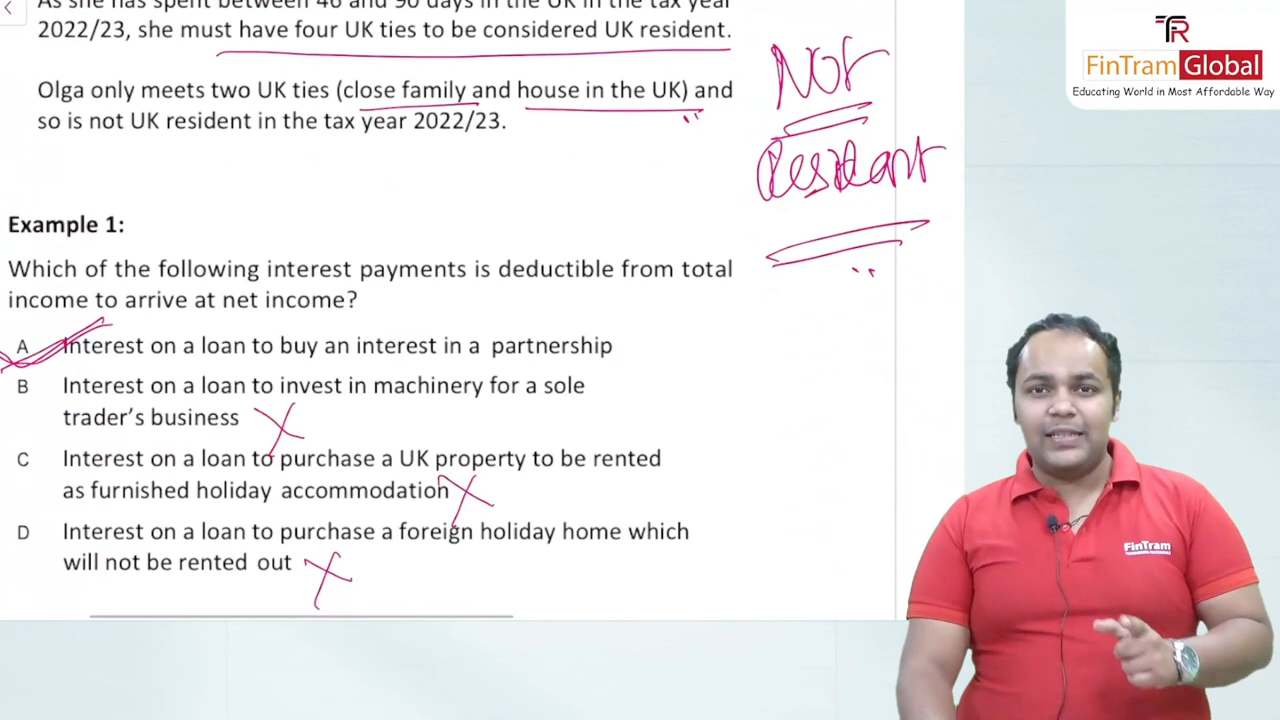 As she has spent between 46 and 90 days in the UK in the tax year
2022/23, she must have four UK ties to be considered UK resident.
Olga only meets two UK ties (close family and house in the UK) and
so is not UK resident in the tax year 2022/23.
Not
Resident
Example 1:
Which of the following interest payments is deductible from total
income to arrive at net income?
A Interest on a loan to buy an interest in a partnership
B Interest on a loan to invest in machinery for a sole
trader's business
C Interest on a loan to purchase a UK property to be rented
as furnished holiday accommodation
D Interest on a loan to purchase a foreign holiday home which
will not be rented out
FinTram Global
Educating World in Most Affordable Way
FinTram